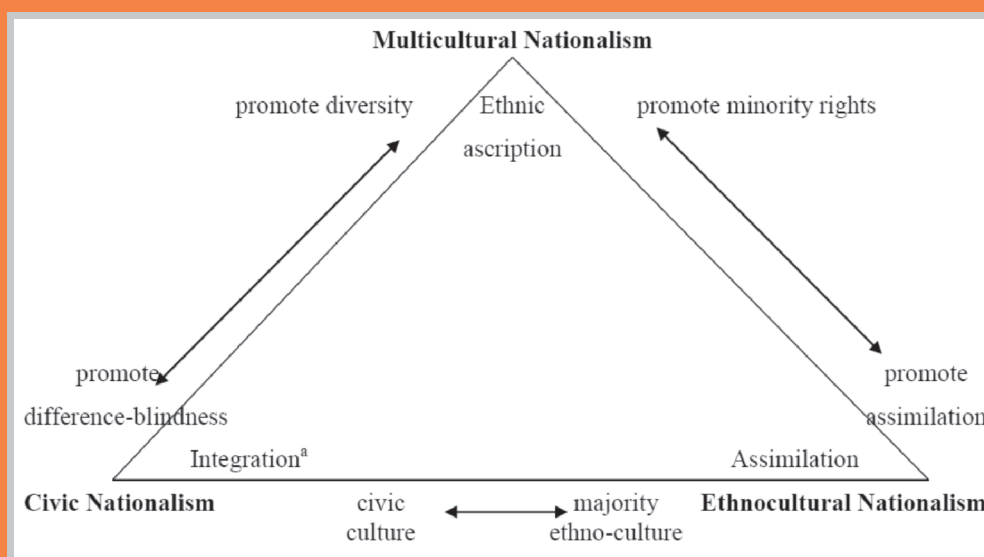 Multicultural Nationalism
promote diversity
Ethnic
ascription
promote minority rights
promote
difference-blindness
promote
assimilation
Integrationᵃ
Assimilation
Civic Nationalism
civic
culture
majority
ethno-culture
Ethnocultural Nationalism